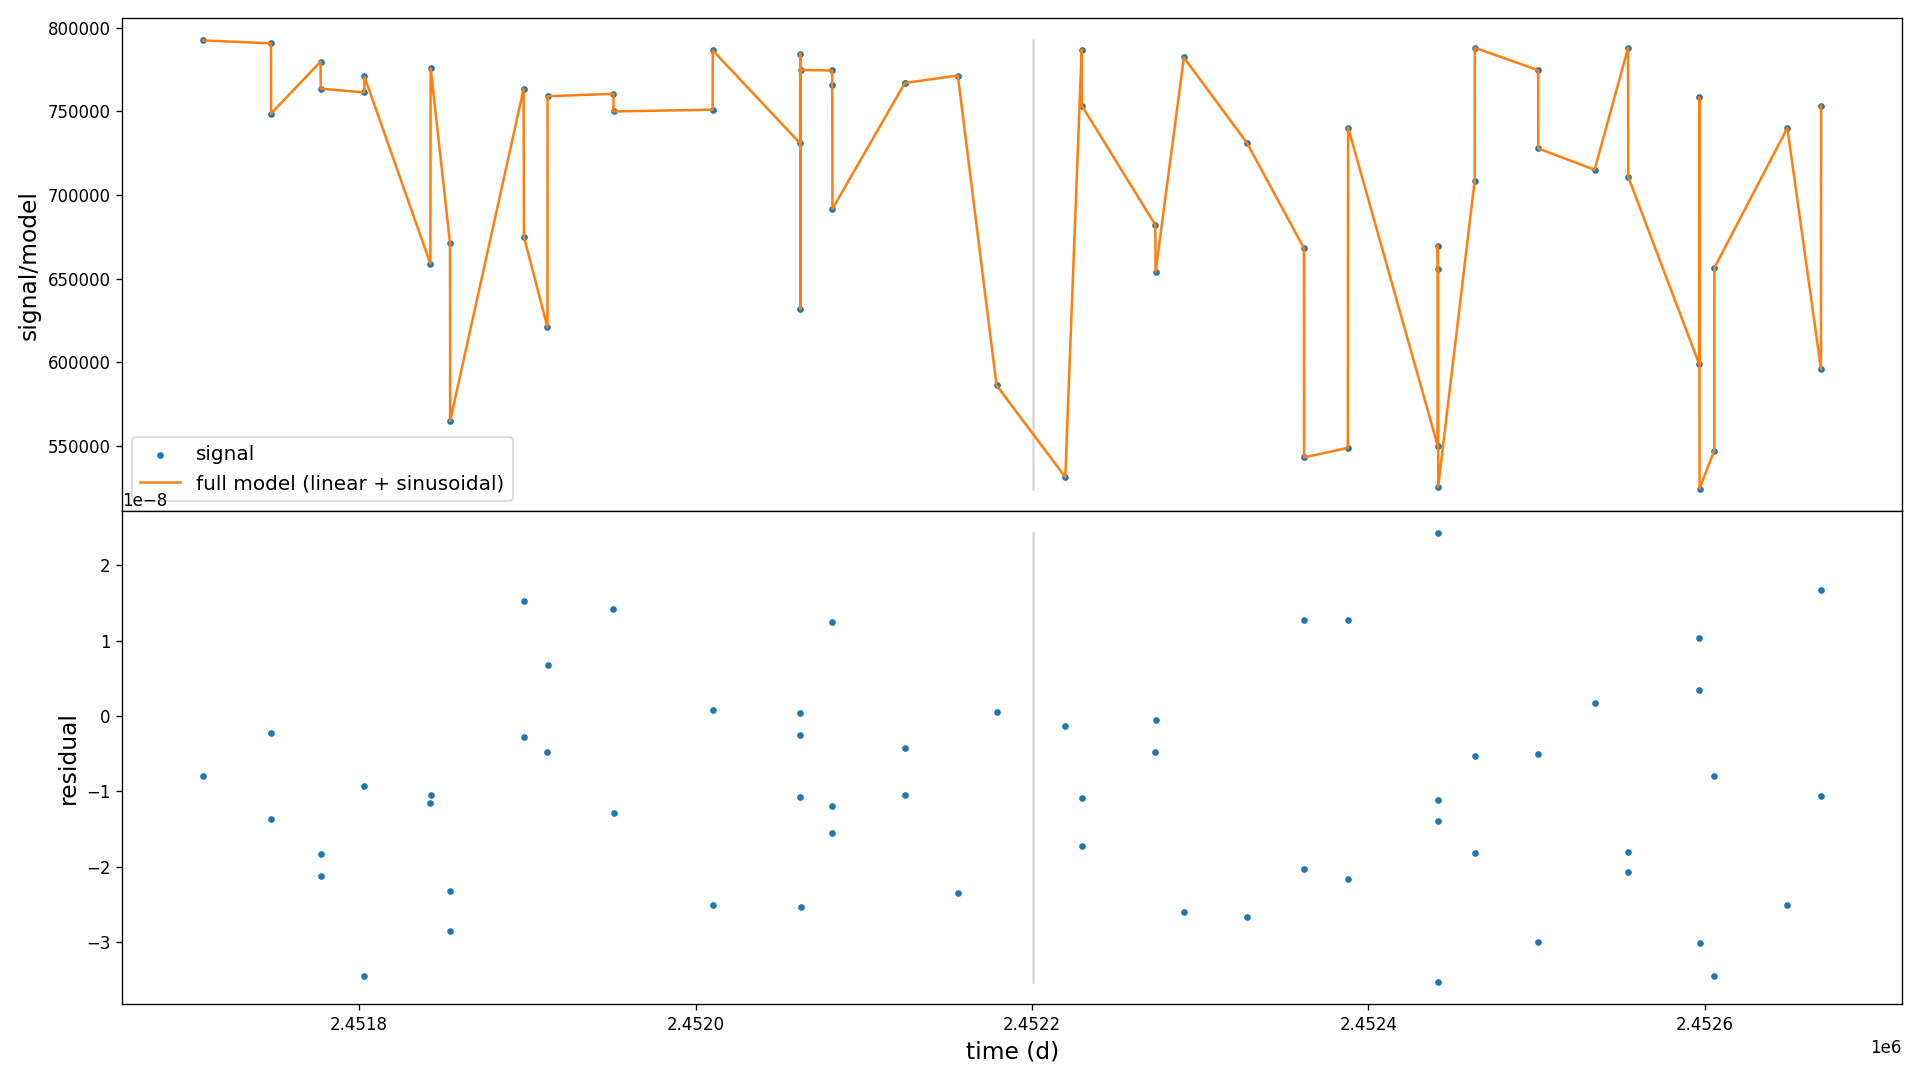 800000
750000
700000
650000
600000
550000
signal/model
signal
full model (linear + sinusoidal)
1e−8
2
1
0
−1
−2
−3
residual
2.4518
2.4520
2.4522
2.4524
2.4526
1e6
time (d)